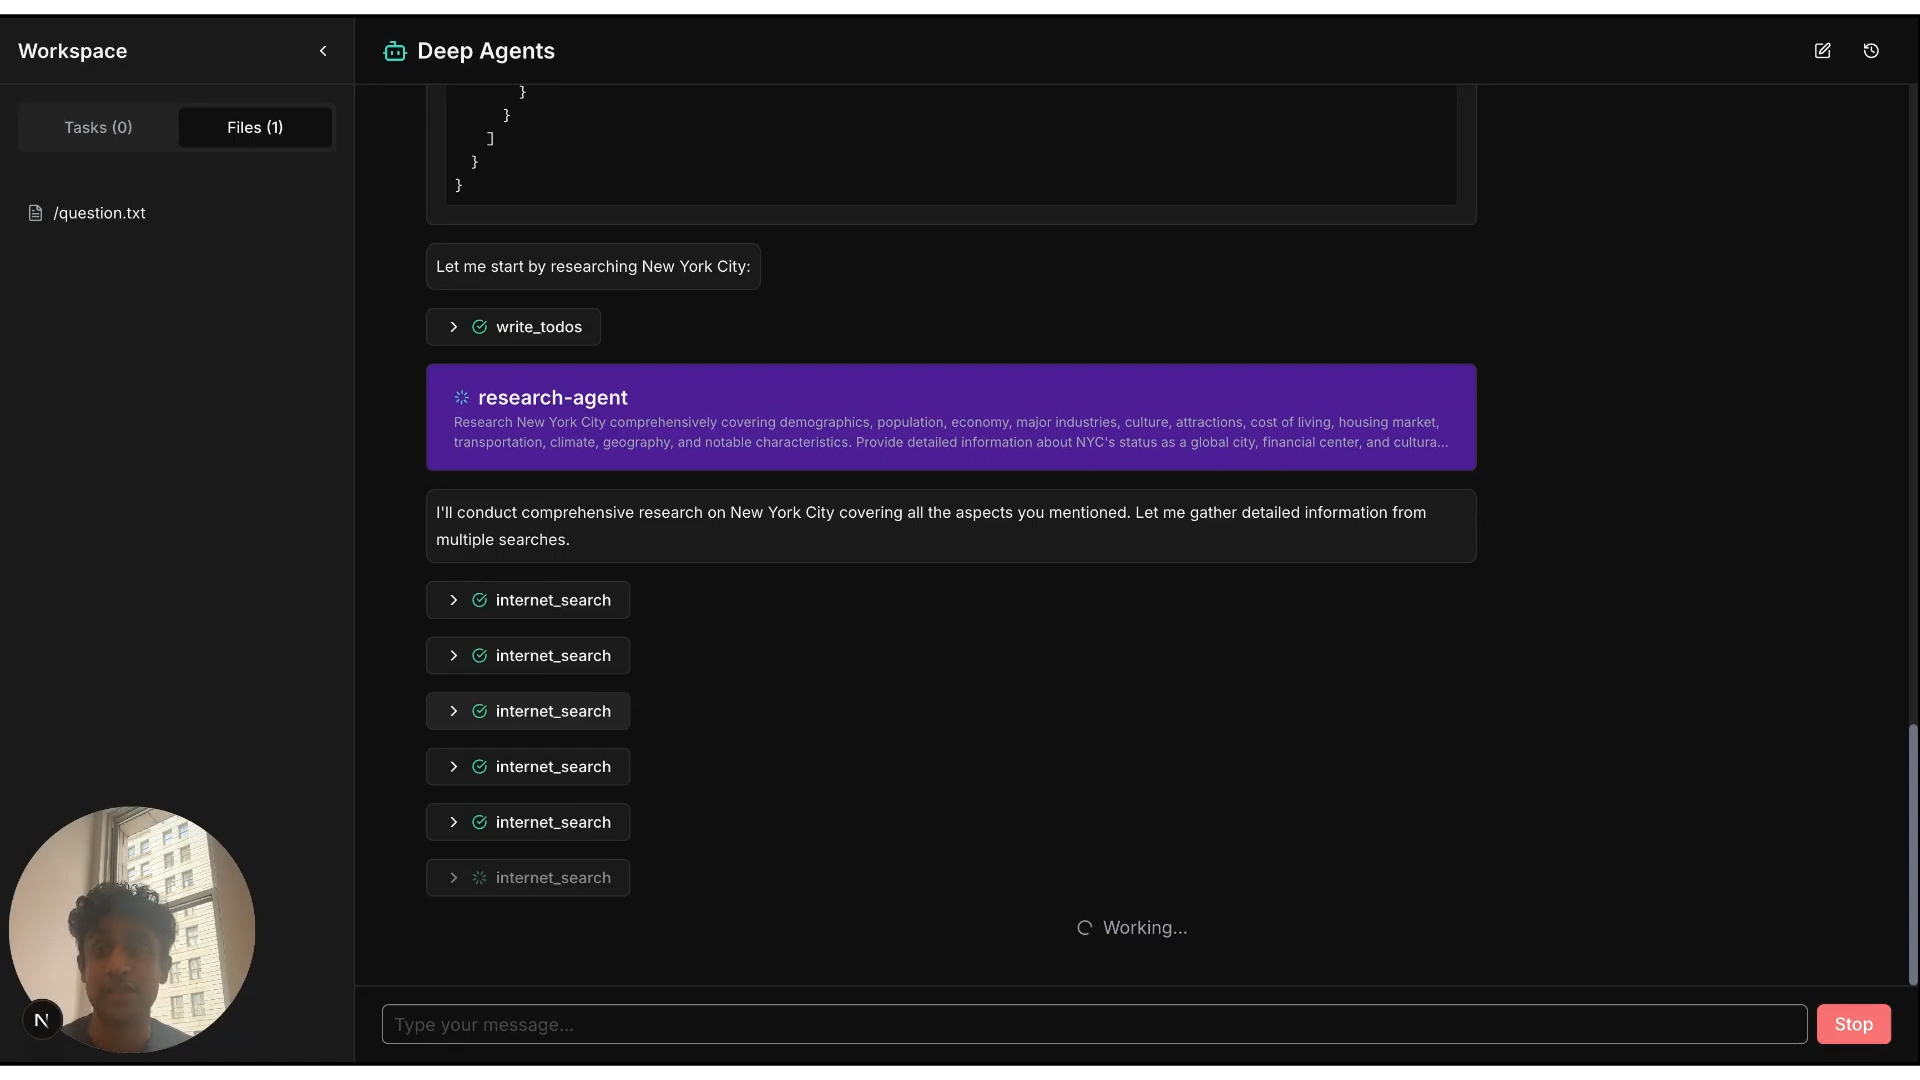 Workspace
Deep Agents
Tasks (0)
Files (1)
/question.txt
}
}
]
}
}
Let me start by researching New York City:
write_todos
research-agent
Research New York City comprehensively covering demographics, population, economy, major industries, culture, attractions, cost of living, housing market,
transportation, climate, geography, and notable characteristics. Provide detailed information about NYC's status as a global city, financial center, and cultura...
I'll conduct comprehensive research on New York City covering all the aspects you mentioned. Let me gather detailed information from
multiple searches.
internet_search
internet_search
internet_search
internet_search
internet_search
internet_search
Working...
N
Type your message...
Stop